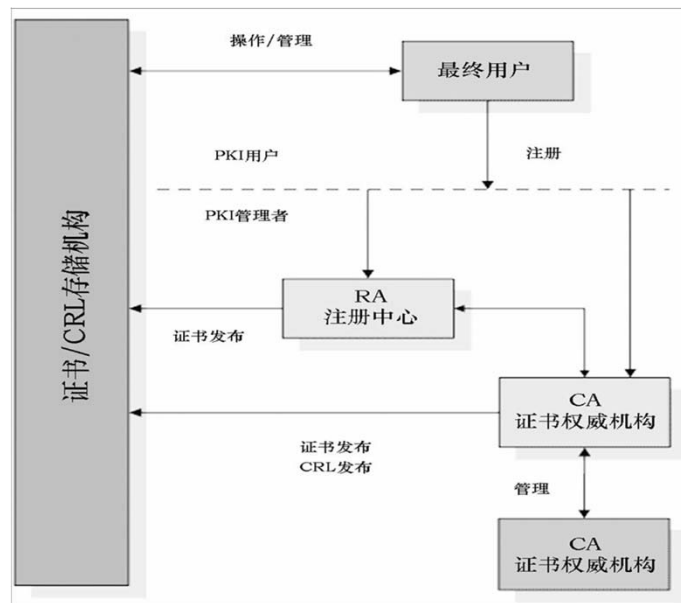 操作/管理
最终用户
PKI用户
注册
PKI管理者
证书/CRL存储机构
RA
注册中心
证书发布
CA
证书权威机构
证书发布
CRL发布
管理
CA
证书权威机构